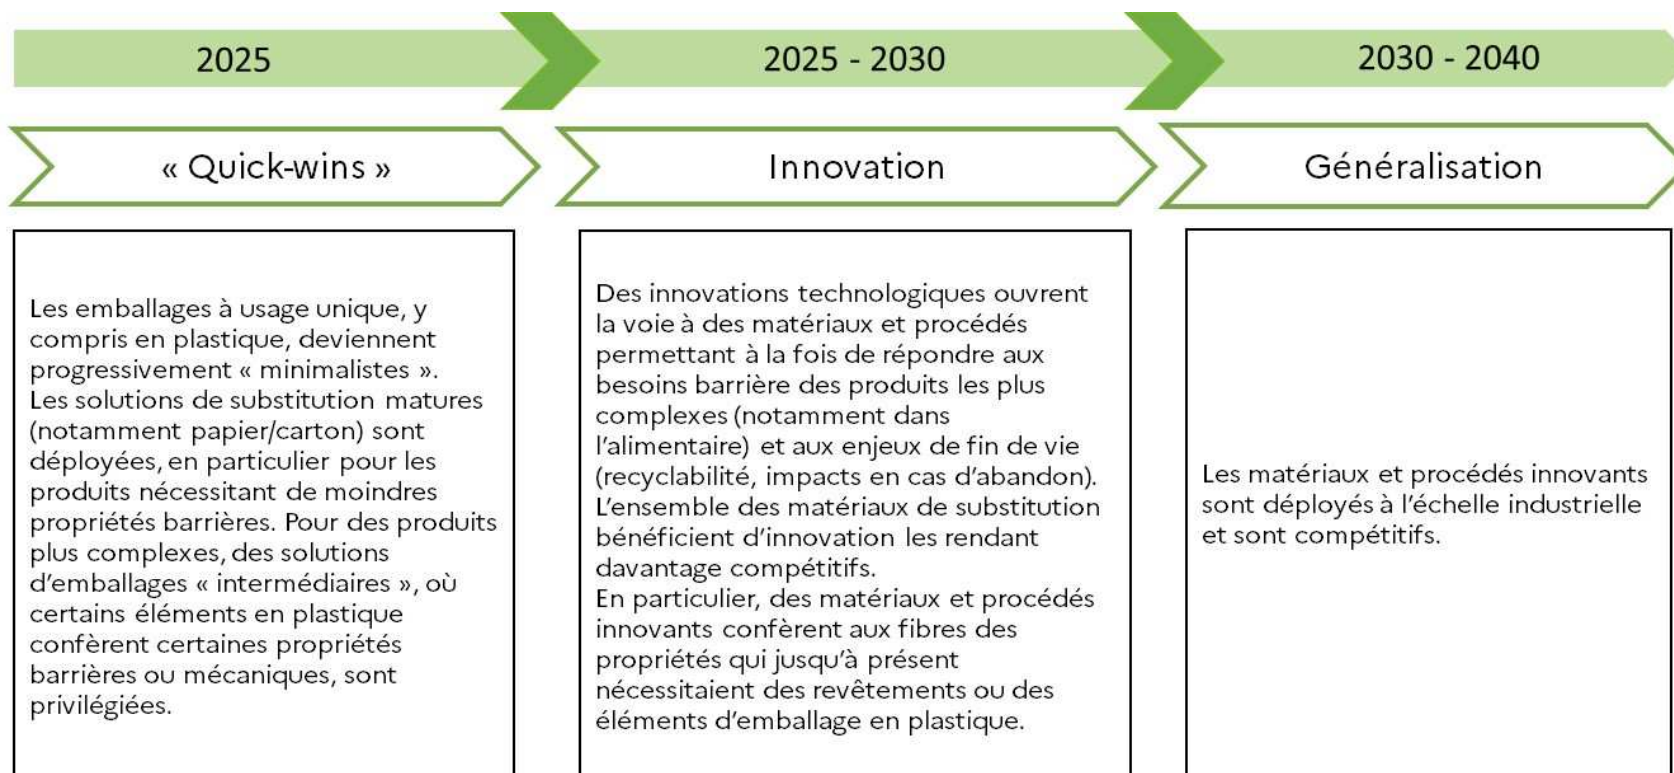 2025
2025 - 2030
2030 - 2040
« Quick-wins »
Innovation
Généralisation
Les emballages à usage unique, y
compris en plastique, deviennent
progressivement « minimalistes ».
Les solutions de substitution matures
(notamment papier/carton) sont
déployées, en particulier pour les
produits nécessitant de moindres
propriétés barrières. Pour des produits
plus complexes, des solutions
d’emballages « intermédiaires », où
certains éléments en plastique
confèrent certaines propriétés
barrières ou mécaniques, sont
privilégiées.
Des innovations technologiques ouvrent
la voie à des matériaux et procédés
permettant à la fois de répondre aux
besoins barrière des produits les plus
complexes (notamment dans
l’alimentaire) et aux enjeux de fin de vie
(recyclabilité, impacts en cas d’abandon).
L’ensemble des matériaux de substitution
bénéficient d’innovation les rendant
davantage compétitifs.
En particulier, des matériaux et procédés
innovants confèrent aux fibres des
propriétés qui jusqu’à présent
nécessitaient des revêtements ou des
éléments d’emballage en plastique.
Les matériaux et procédés innovants
sont déployés à l’échelle industrielle
et sont compétitifs.